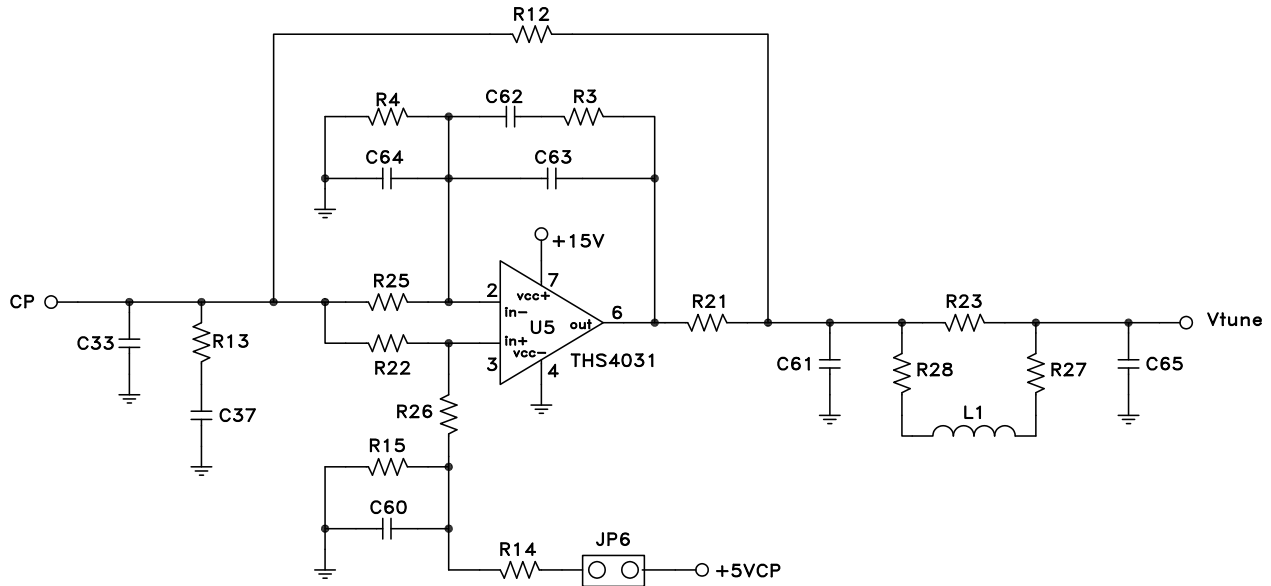 R12
R4
C62
R3
C64
C63
+15V
CP
R25
2
7
vcc+
in-
U5
out
6
R21
R23
Vtune
C33
R13
R22
in+
vcc-
3
4
THS4031
C61
R28
R27
C65
C37
R26
L1
R15
C60
R14
JP6
+5VCP